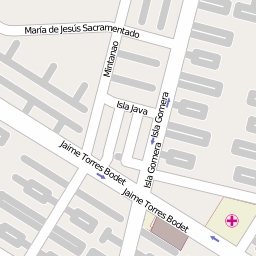 María de Jesús Sacramentado
Mintanao
Isla Java
Isla Gomera
Isla Gomera
Jaime Torres Bodet
Jaime Torres Bodet